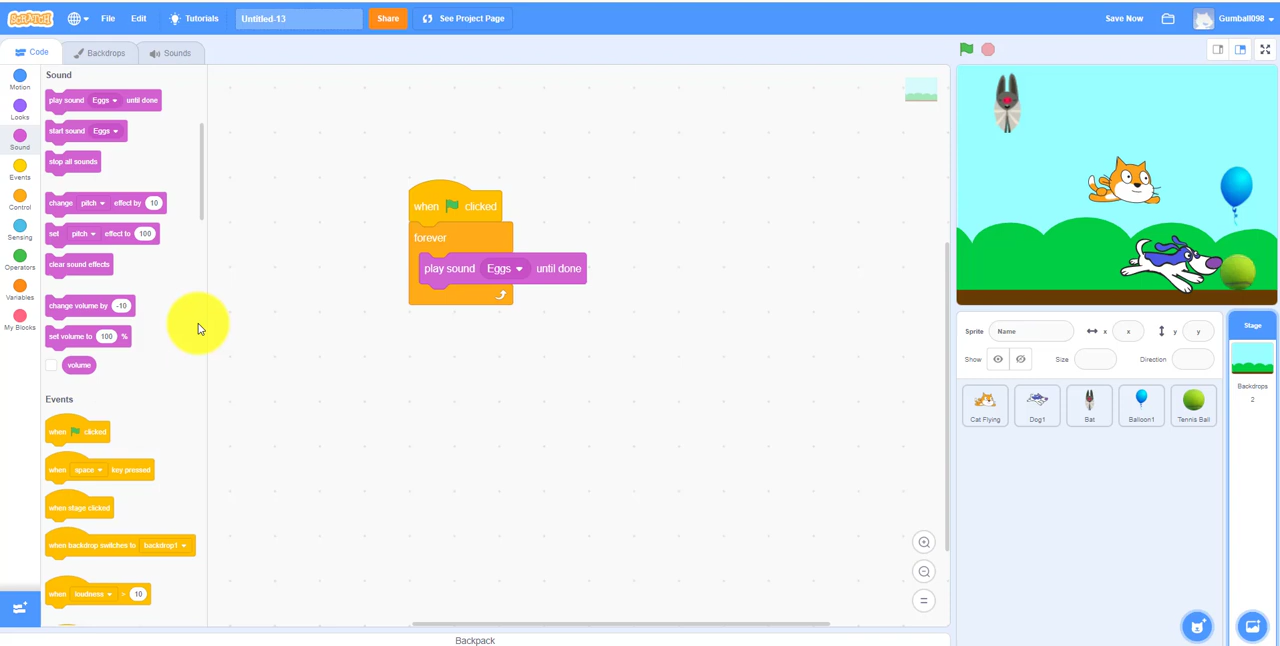 SCRATCH File Edit Tutorials Untitled-13 Share See Project Page Save Now Gumball098
Code Backdrops Sounds
Motion
Looks
Sound
Events
Control
Sensing
Operators
Variables
My Blocks
Sound
play sound Eggs until done
start sound Eggs
stop all sounds
change pitch effect by 10
set pitch effect to 100
clear sound effects
change volume by -10
set volume to 100 %
volume
Events
when clicked
when space key pressed
when stage clicked
when backdrop switches to backdrop1
when loudness > 10
when clicked
forever
play sound Eggs until done
Backpack
Sprite Name x x y y
Show Size Direction
Cat Flying Dog1 Bat Balloon1 Tennis Ball
Stage
Backdrops
2